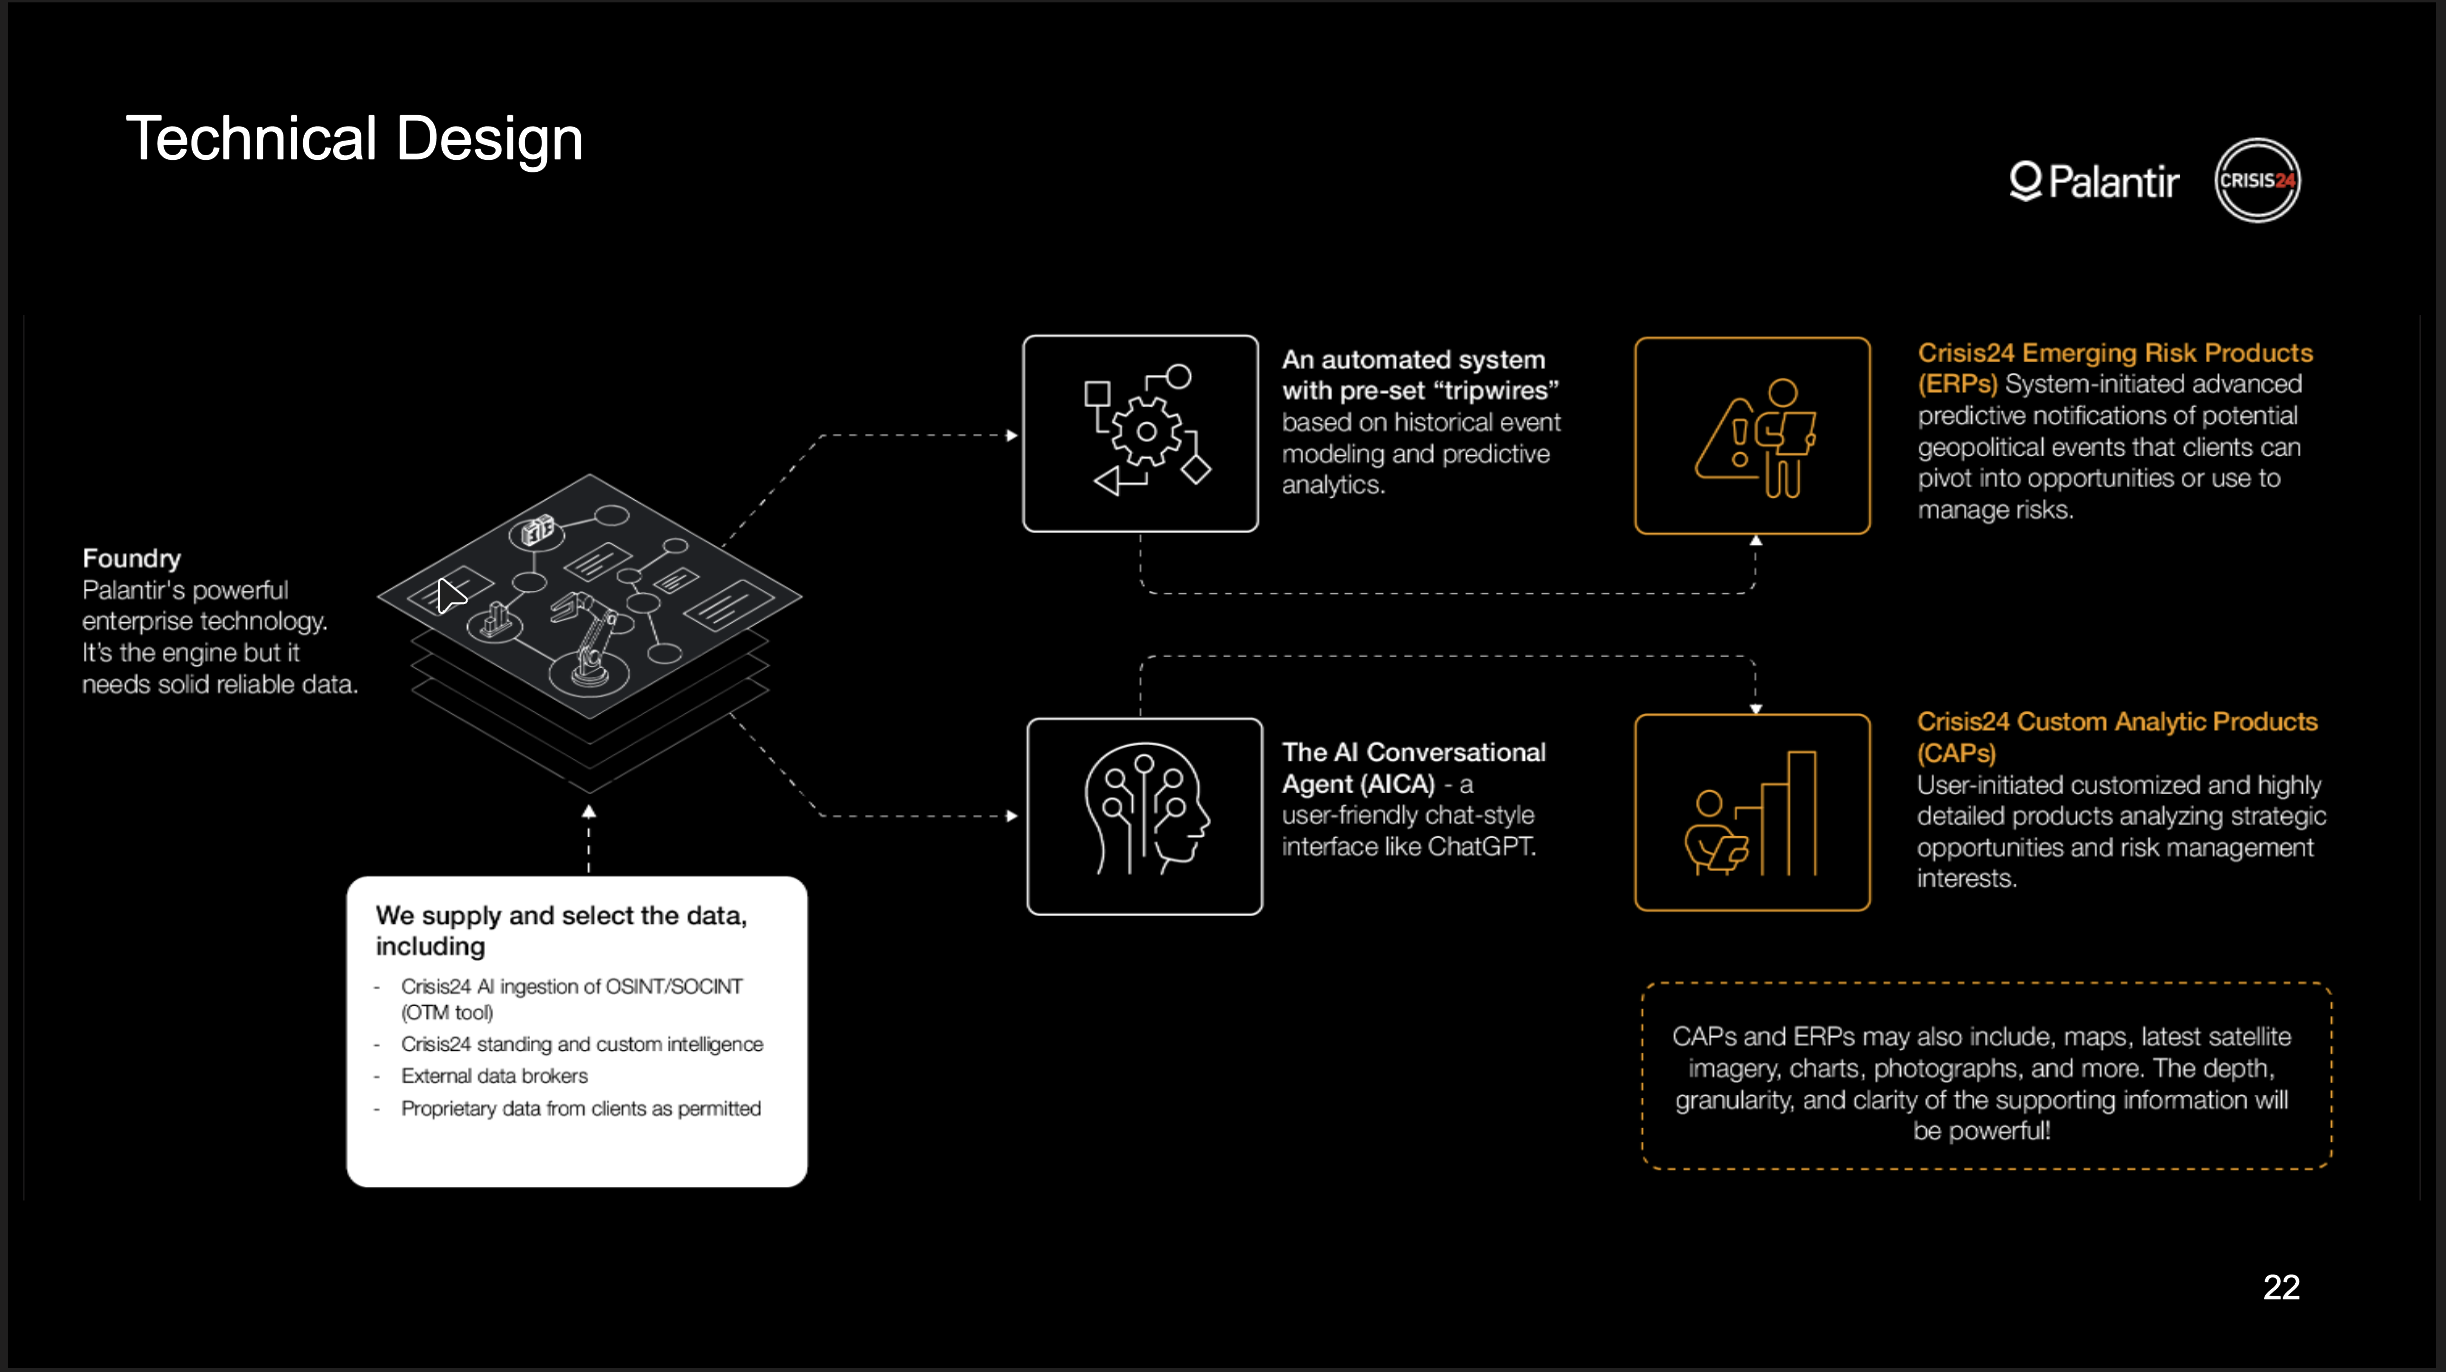 Technical Design
Palantir
CRISIS24
Foundry
Palantir's powerful
enterprise technology.
It's the engine but it
needs solid reliable data.
We supply and select the data,
including
- Crisis24 AI ingestion of OSINT/SOCINT
(OTM tool)
- Crisis24 standing and custom intelligence
- External data brokers
- Proprietary data from clients as permitted
An automated system
with pre-set “tripwires”
based on historical event
modeling and predictive
analytics.
Crisis24 Emerging Risk Products
(ERPs) System-initiated advanced
predictive notifications of potential
geopolitical events that clients can
pivot into opportunities or use to
manage risks.
The AI Conversational
Agent (AICA) - a
user-friendly chat-style
interface like ChatGPT.
Crisis24 Custom Analytic Products
(CAPs)
User-initiated customized and highly
detailed products analyzing strategic
opportunities and risk management
interests.
CAPs and ERPs may also include, maps, latest satellite
imagery, charts, photographs, and more. The depth,
granularity, and clarity of the supporting information will
be powerful!
22